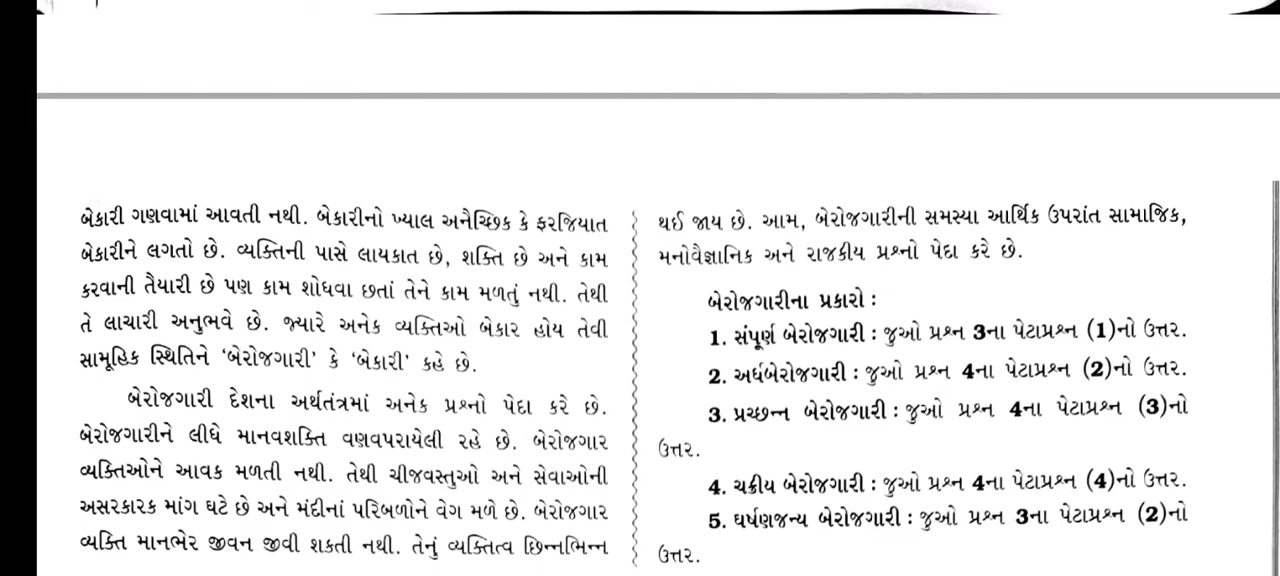 બેકારી ગણવામાં આવતી નથી. બેકારીનો ખ્યાલ અનૈચ્છિક કે ફરજિયાત
બેકારીને લગતો છે. વ્યક્તિની પાસે લાયકાત છે, શક્તિ છે અને કામ
કરવાની તૈયારી છે પણ કામ શોધવા છતાં તેને કામ મળતું નથી. તેથી
તે લાચારી અનુભવે છે. જ્યારે અનેક વ્યક્તિઓ બેકાર હોય તેવી
સામૂહિક સ્થિતિને ‘બેરોજગારી’ કે ‘બેકારી’ કહે છે.
બેરોજગારી દેશના અર્થતંત્રમાં અનેક પ્રશ્નો પેદા કરે છે.
બેરોજગારીને લીધે માનવશક્તિ વણવપરાયેલી રહે છે. બેરોજગાર
વ્યક્તિઓને આવક મળતી નથી. તેથી ચીજવસ્તુઓ અને સેવાઓની
અસરકારક માંગ ઘટે છે અને મંદીનાં પરિબળોને વેગ મળે છે. બેરોજગાર
વ્યક્તિ માનભેર જીવન જીવી શકતી નથી. તેનું વ્યક્તિત્વ છિન્નભિન્ન
થઈ જાય છે. આમ, બેરોજગારીની સમસ્યા આર્થિક ઉપરાંત સામાજિક,
મનોવૈજ્ઞાનિક અને રાજકીય પ્રશ્નો પેદા કરે છે.
બેરોજગારીના પ્રકારો :
1. સંપૂર્ણ બેરોજગારી : જુઓ પ્રશ્ન 3ના પેટાપ્રશ્ન (1)નો ઉત્તર.
2. અર્ધબેરોજગારી : જુઓ પ્રશ્ન 4ના પેટાપ્રશ્ન (2)નો ઉત્તર.
3. પ્રચ્છન્ન બેરોજગારી : જુઓ પ્રશ્ન 4ના પેટાપ્રશ્ન (3)નો
ઉત્તર.
4. ચક્રીય બેરોજગારી : જુઓ પ્રશ્ન 4ના પેટાપ્રશ્ન (4)નો ઉત્તર.
5. ઘર્ષણજન્ય બેરોજગારી : જુઓ પ્રશ્ન 3ના પેટાપ્રશ્ન (2)નો
ઉત્તર.